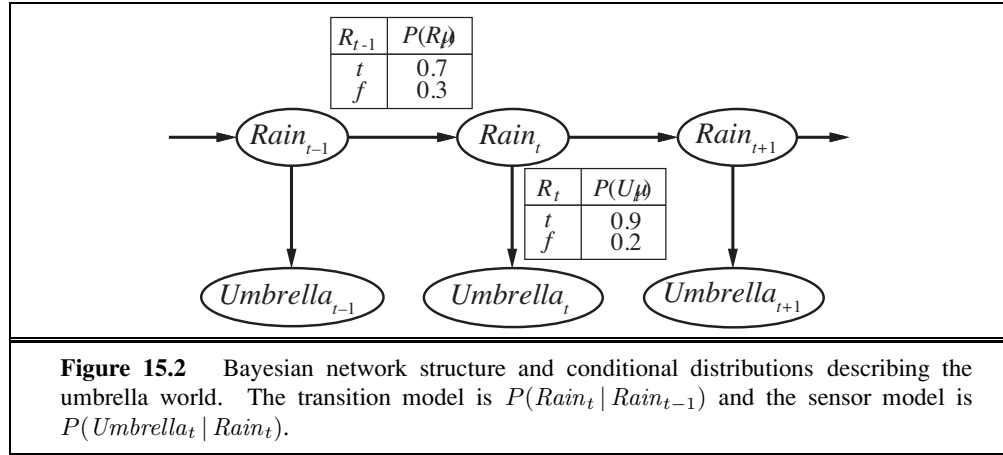 R_{t-1} P(R_t)
t 0.7
f 0.3
Rain_{t–1} Rain_t Rain_{t+1}
R_t P(U_t)
t 0.9
f 0.2
Umbrella_{t–1} Umbrella_t Umbrella_{t+1}
Figure 15.2 Bayesian network structure and conditional distributions describing the
umbrella world. The transition model is P(Rain_t | Rain_{t−1}) and the sensor model is
P(Umbrella_t | Rain_t).